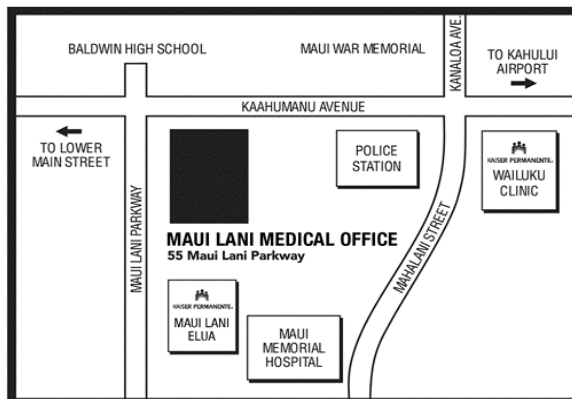 BALDWIN HIGH SCHOOL
MAUI WAR MEMORIAL
KANALOA AVE.
TO KAHULUI
AIRPORT
KAAHUMANU AVENUE
TO LOWER
MAIN STREET
MAUI LANI PARKWAY
POLICE
STATION
KAISER PERMANENTE®
WAILUKU
CLINIC
MAUI LANI MEDICAL OFFICE
55 Maui Lani Parkway
MAHALANI STREET
KAISER PERMANENTE®
MAUI LANI
ELUA
MAUI
MEMORIAL
HOSPITAL